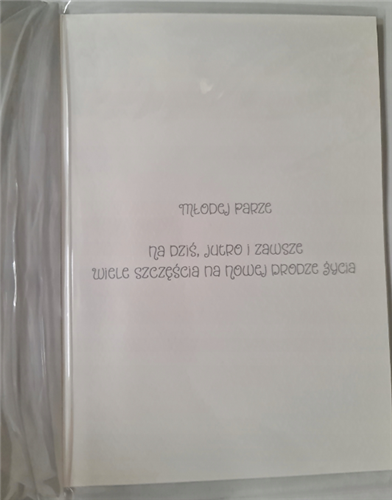 MŁODEJ PARZE
NA DZIŚ, JUTRO I ZAWSZE
WIELE SZCZĘŚCIA NA NOWEJ DRODZE ŻYCIA